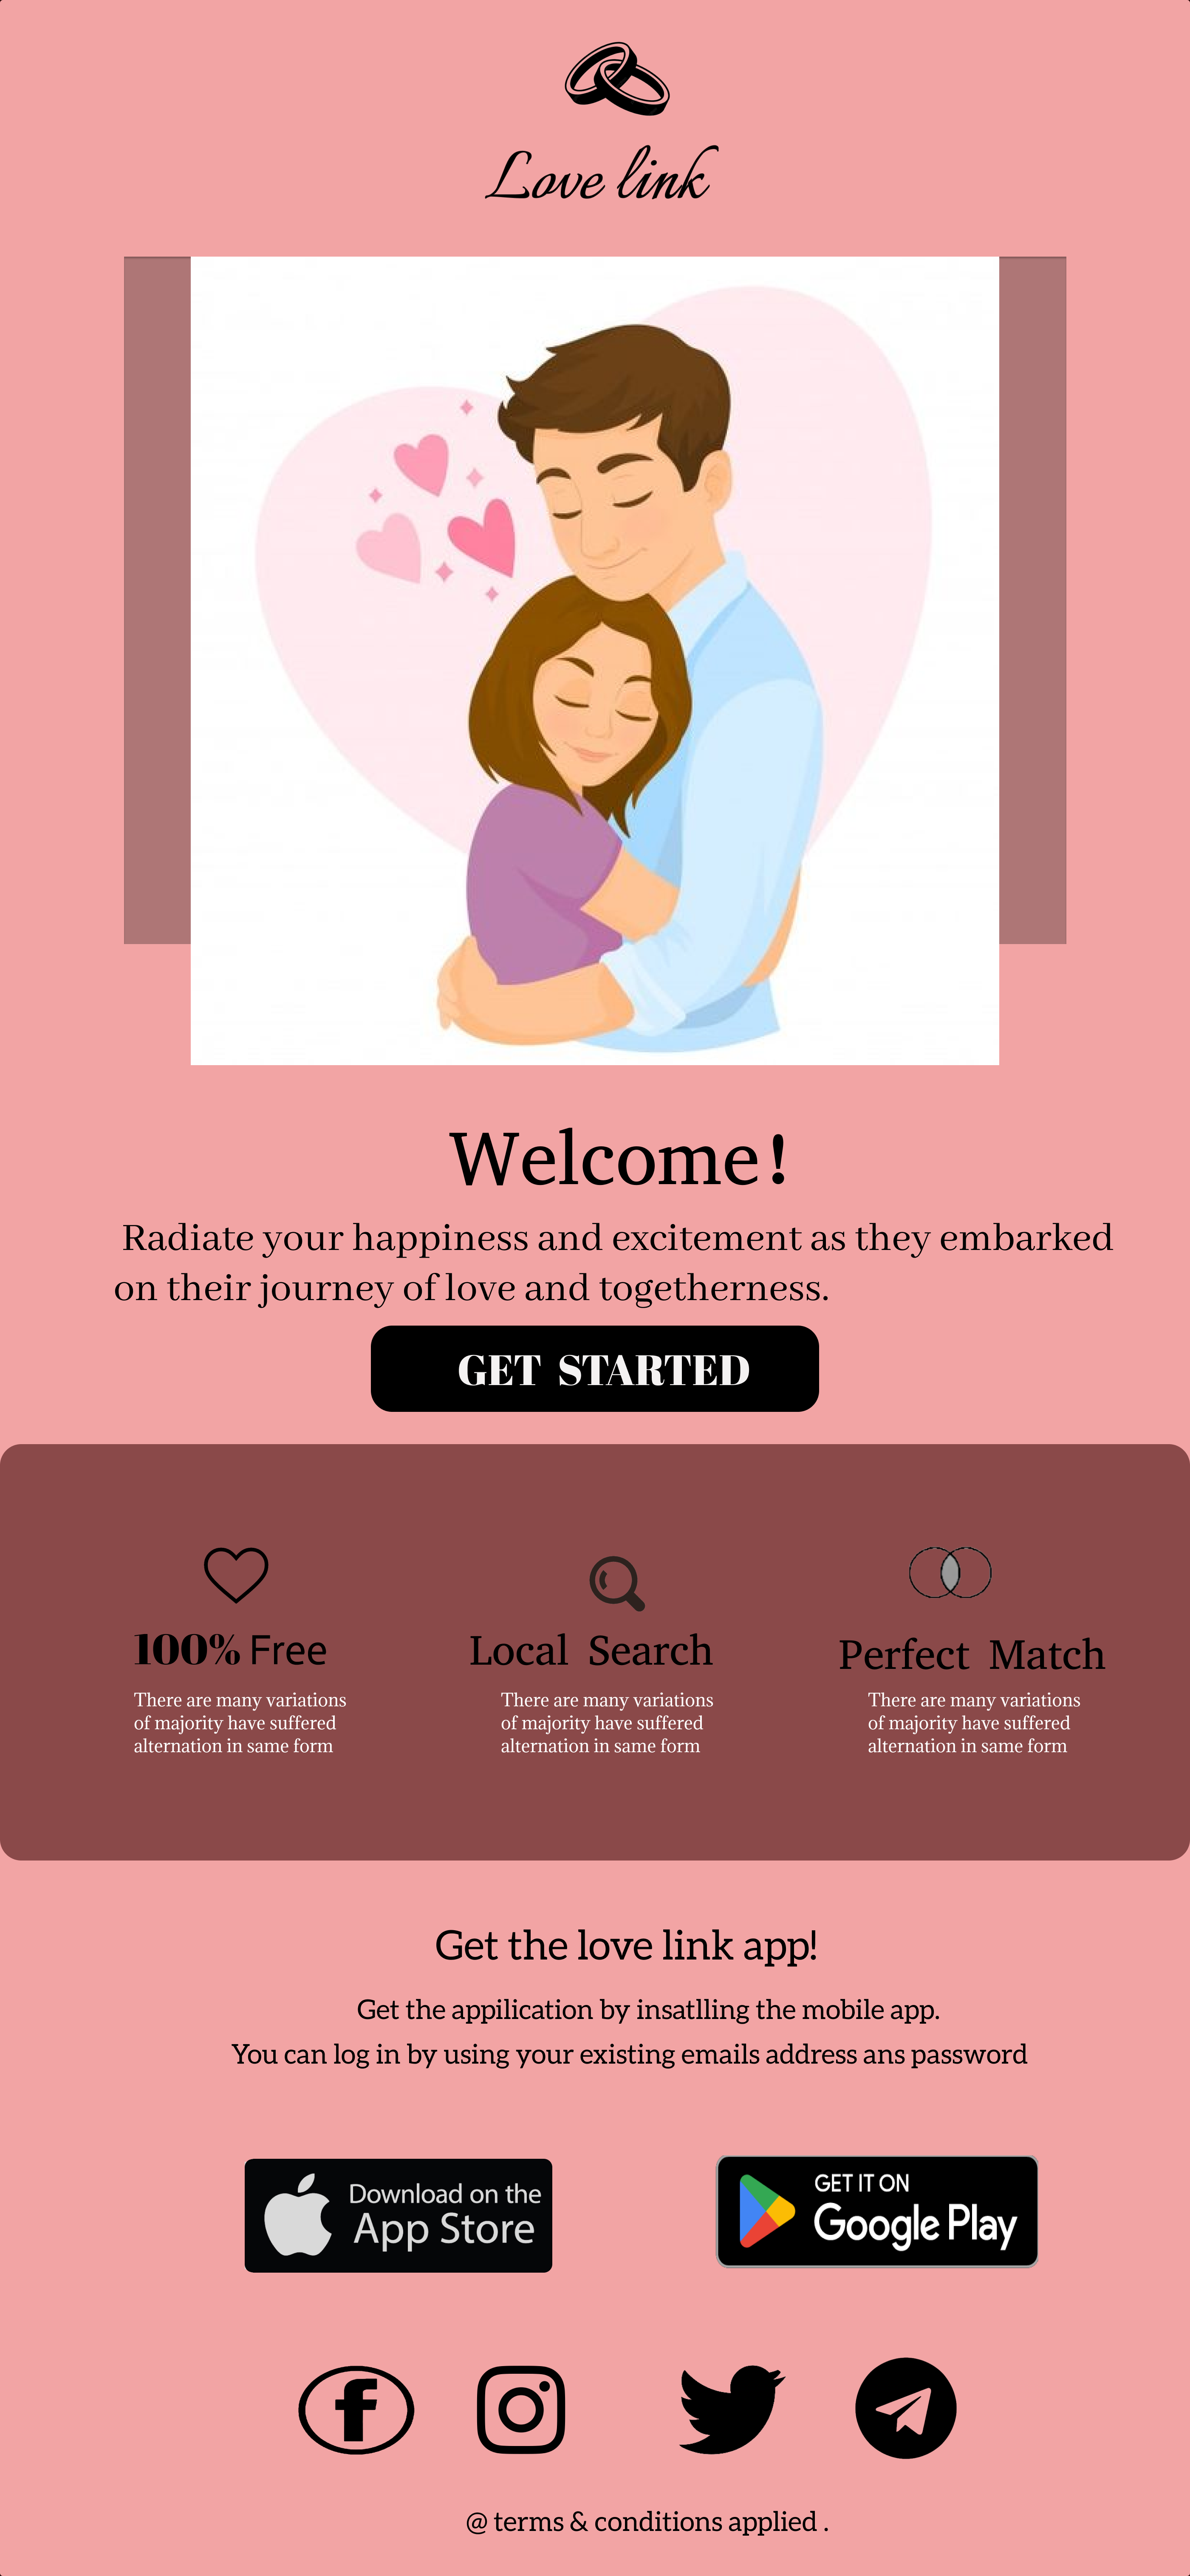 Love link
Welcome!
Radiate your happiness and excitement as they embarked
on their journey of love and togetherness.
GET STARTED
100% Free
There are many variations
of majority have suffered
alternation in same form
Local Search
There are many variations
of majority have suffered
alternation in same form
Perfect Match
There are many variations
of majority have suffered
alternation in same form
Get the love link app!
Get the appilication by insatlling the mobile app.
You can log in by using your existing emails address ans password
Download on the
App Store
GET IT ON
Google Play
@ terms & conditions applied .